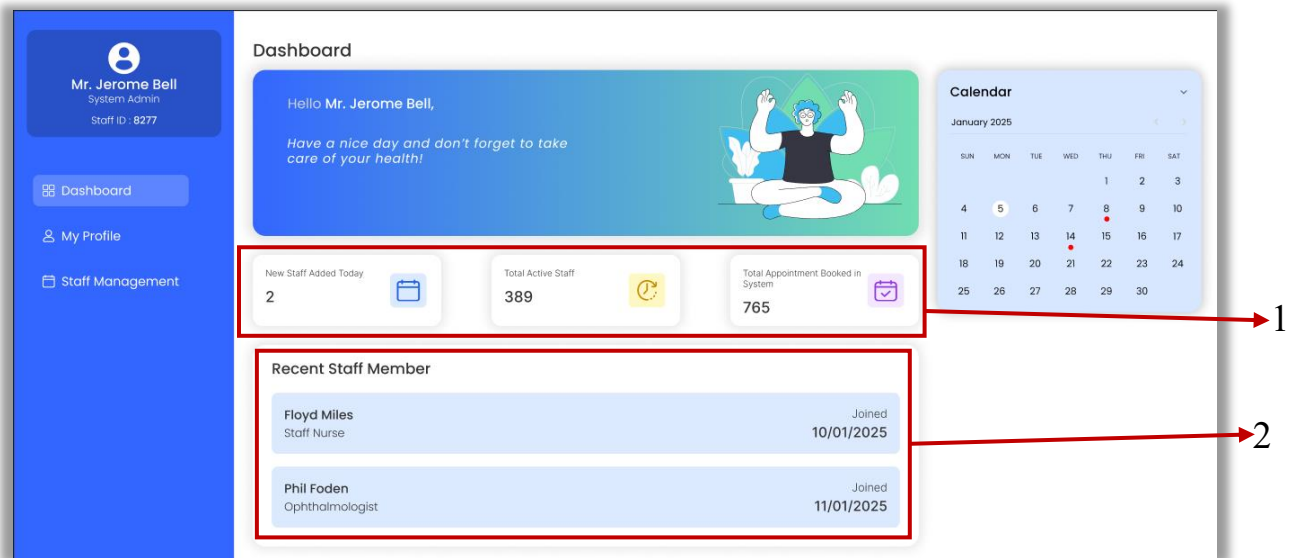 Mr. Jerome Bell
System Admin
Staff ID : 8277
Dashboard
My Profile
Staff Management
Dashboard
Hello Mr. Jerome Bell,
Have a nice day and don't forget to take
care of your health!
New Staff Added Today
2
Total Active Staff
389
Total Appointment Booked in
System
765
Recent Staff Member
Floyd Miles
Staff Nurse
Joined
10/01/2025
Phil Foden
Ophthalmologist
Joined
11/01/2025
Calendar
January 2025
SUN MON TUE WED THU FRI SAT
1 2 3
4 5 6 7 8 9 10
11 12 13 14 15 16 17
18 19 20 21 22 23 24
25 26 27 28 29 30
1
2